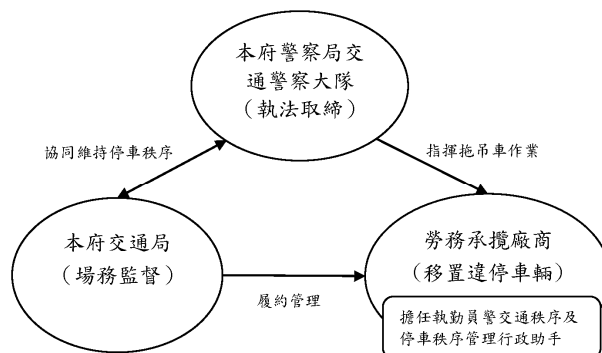 本府警察局交
通警察大隊
（執法取締）
協同維持停車秩序
指揮拖吊車作業
本府交通局
（場務監督）
勞務承攬廠商
（移置違停車輛）
履約管理
擔任執勤員警交通秩序及
停車秩序管理行政助手